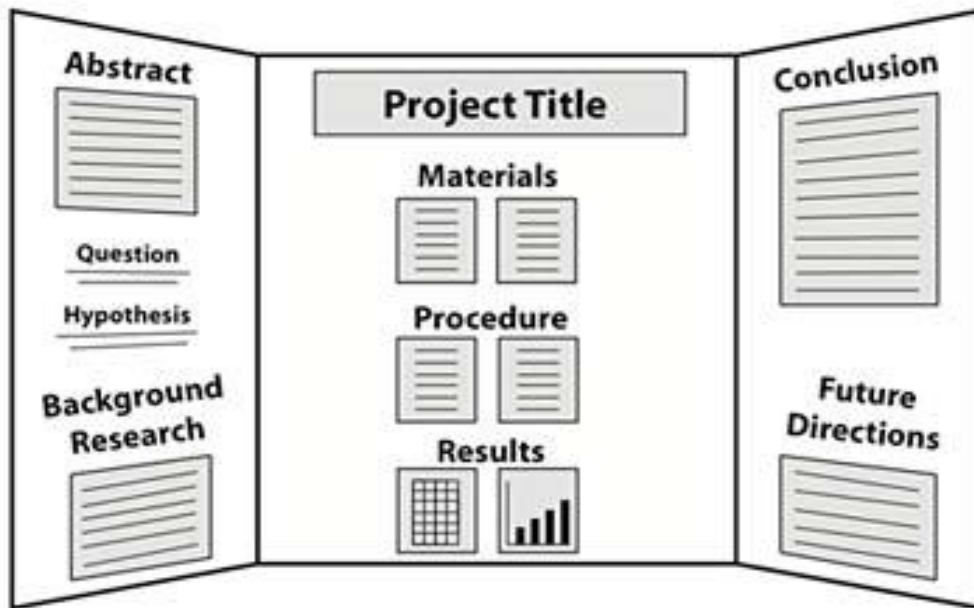 Abstract
Question
Hypothesis
Background
Research
Project Title
Materials
Procedure
Results
Conclusion
Future
Directions